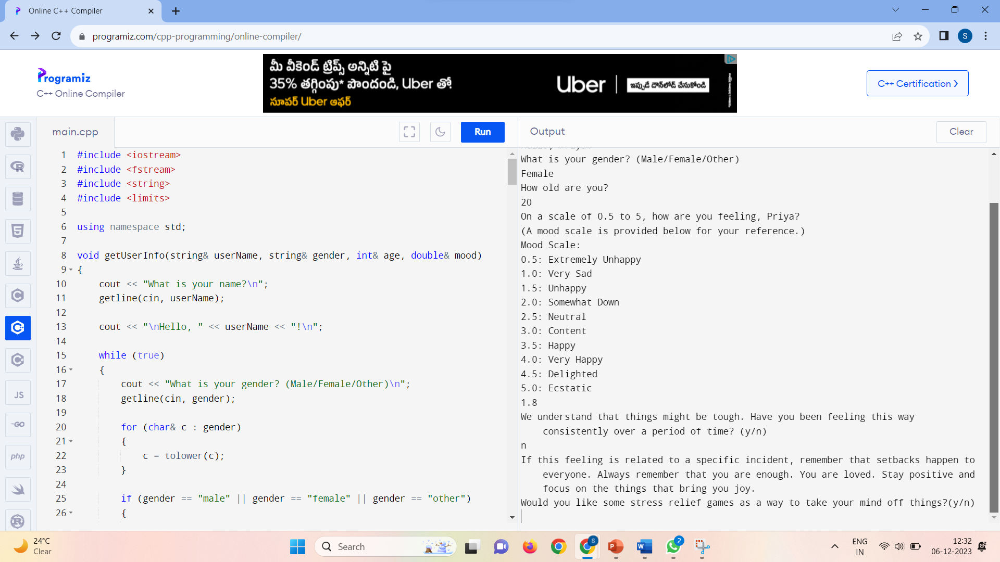 Online C++ Compiler
programiz.com/cpp-programming/online-compiler/
S
Programiz
C++ Online Compiler
మీ వీకెండ్ ట్రిప్స్ అన్నిటి పై
35% తగ్గింపు* పొందండి, Uber తో!
సూపర్ Uber ఆఫర్
Uber
ఇప్పుడే డౌన్‌లోడ్ చేసుకోండి
C++ Certification
main.cpp
Run
Output
Clear
1 #include <iostream>
2 #include <fstream>
3 #include <string>
4 #include <limits>
5
6 using namespace std;
7
8 void getUserInfo(string& userName, string& gender, int& age, double& mood)
9 {
10 cout << "What is your name?\n";
11 getline(cin, userName);
12
13 cout << "\nHello, " << userName << "!\n";
14
15 while (true)
16 {
17 cout << "What is your gender? (Male/Female/Other)\n";
18 getline(cin, gender);
19
20 for (char& c : gender)
21 {
22 c = tolower(c);
23 }
24
25 if (gender == "male" || gender == "female" || gender == "other")
26 {
What is your gender? (Male/Female/Other)
Female
How old are you?
20
On a scale of 0.5 to 5, how are you feeling, Priya?
(A mood scale is provided below for your reference.)
Mood Scale:
0.5: Extremely Unhappy
1.0: Very Sad
1.5: Unhappy
2.0: Somewhat Down
2.5: Neutral
3.0: Content
3.5: Happy
4.0: Very Happy
4.5: Delighted
5.0: Ecstatic
1.8
We understand that things might be tough. Have you been feeling this way
consistently over a period of time? (y/n)
n
If this feeling is related to a specific incident, remember that setbacks happen to
everyone. Always remember that you are enough. You are loved. Stay positive and
focus on the things that bring you joy.
Would you like some stress relief games as a way to take your mind off things?(y/n)
R
5
C
C
JS
GO
php
24°C
Clear
Search
S
P
W
2
ENG
IN
12:32
06-12-2023